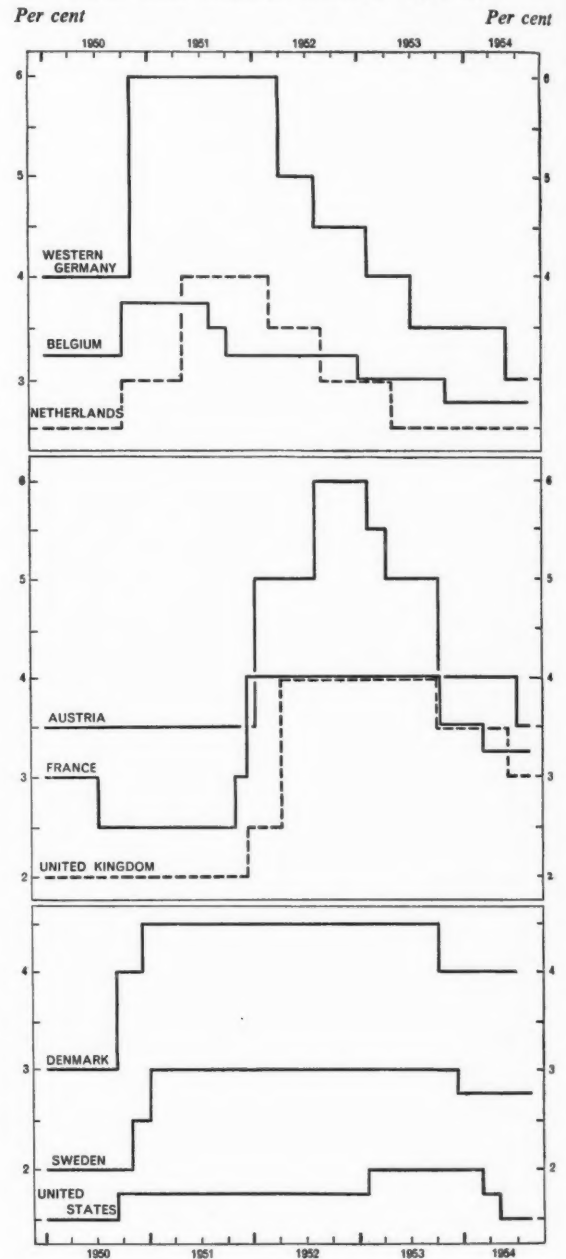 Per cent Per cent
1950 1951 1952 1953 1954
6 6
5 5
WESTERN
GERMANY
4 4
BELGIUM
3 3
NETHERLANDS
6 6
5 5
4 4
AUSTRIA
FRANCE
3 3
UNITED KINGDOM
2 2
4 4
DENMARK
3 3
SWEDEN
2 2
UNITED
STATES
1950 1951 1952 1953 1954